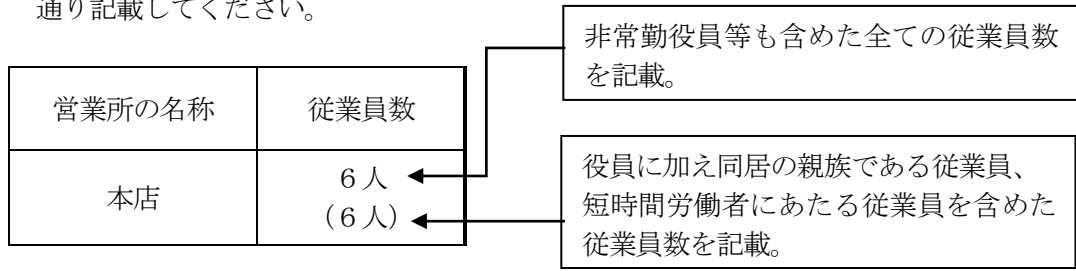 通り記載してください。
非常勤役員等も含めた全ての従業員数
を記載。
営業所の名称 従業員数
本店 6人
（6人）
役員に加え同居の親族である従業員、
短時間労働者にあたる従業員を含めた
従業員数を記載。